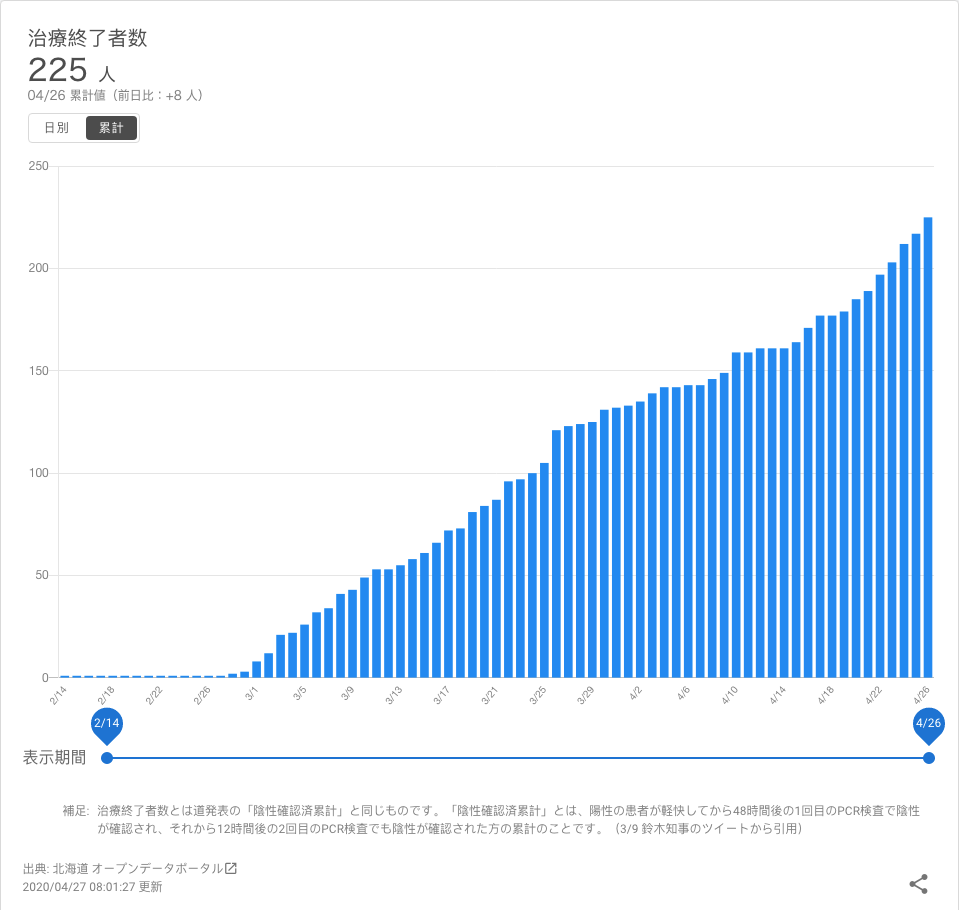 治療終了者数
225 人
04/26 累計値（前日比：+8 人）
日別 累計
250
200
150
100
50
0
2/14 2/18 2/22 2/26 3/1 3/5 3/9 3/13 3/17 3/21 3/25 3/29 4/2 4/6 4/10 4/14 4/18 4/22 4/26
2/14 4/26
表示期間
補足: 治療終了者数とは道発表の「陰性確認済累計」と同じものです。「陰性確認済累計」とは、陽性の患者が軽快してから48時間後の1回目のPCR検査で陰性
が確認され、それから12時間後の2回目のPCR検査でも陰性が確認された方の累計のことです。（3/9 鈴木知事のツイートから引用）
出典: 北海道 オープンデータポータル
2020/04/27 08:01:27 更新